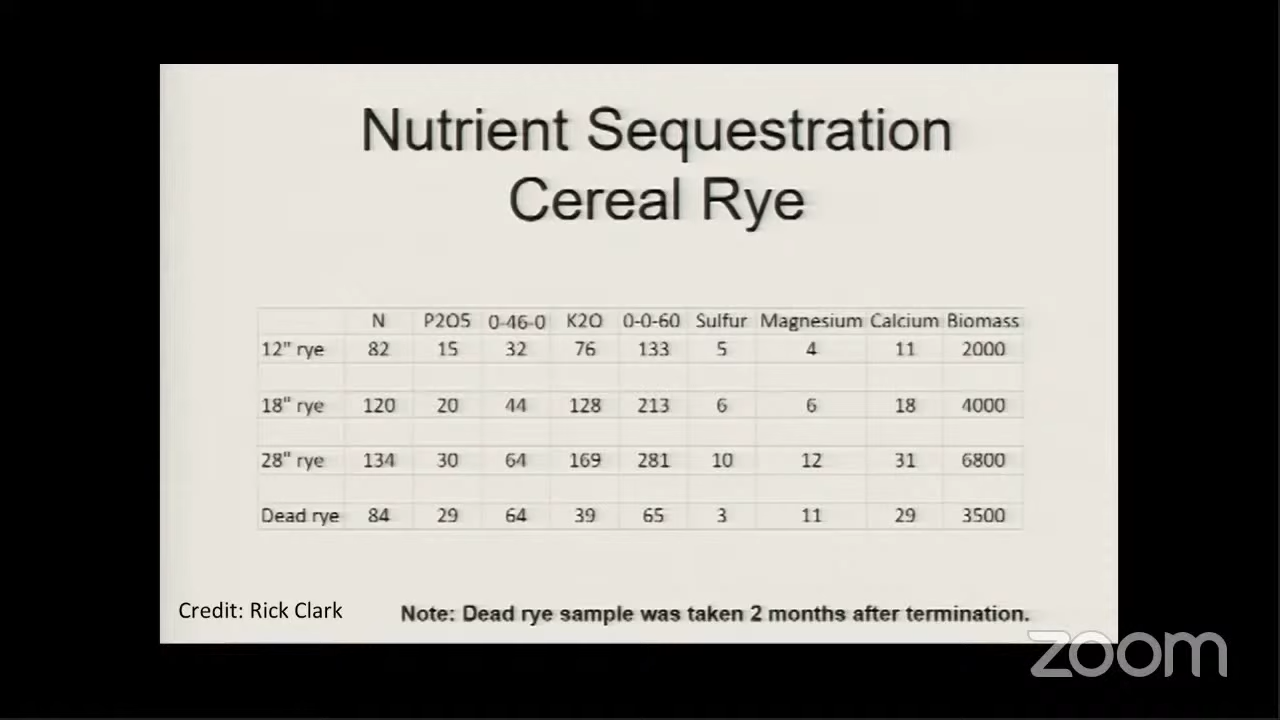 Nutrient Sequestration
Cereal Rye
N P2O5 0-46-0 K2O 0-0-60 Sulfur Magnesium Calcium Biomass
12" rye 82 15 32 76 133 5 4 11 2000
18" rye 120 20 44 128 213 6 6 18 4000
28" rye 134 30 64 169 281 10 12 31 6800
Dead rye 84 29 64 39 65 3 11 29 3500
Credit: Rick Clark
Note: Dead rye sample was taken 2 months after termination.
zoom